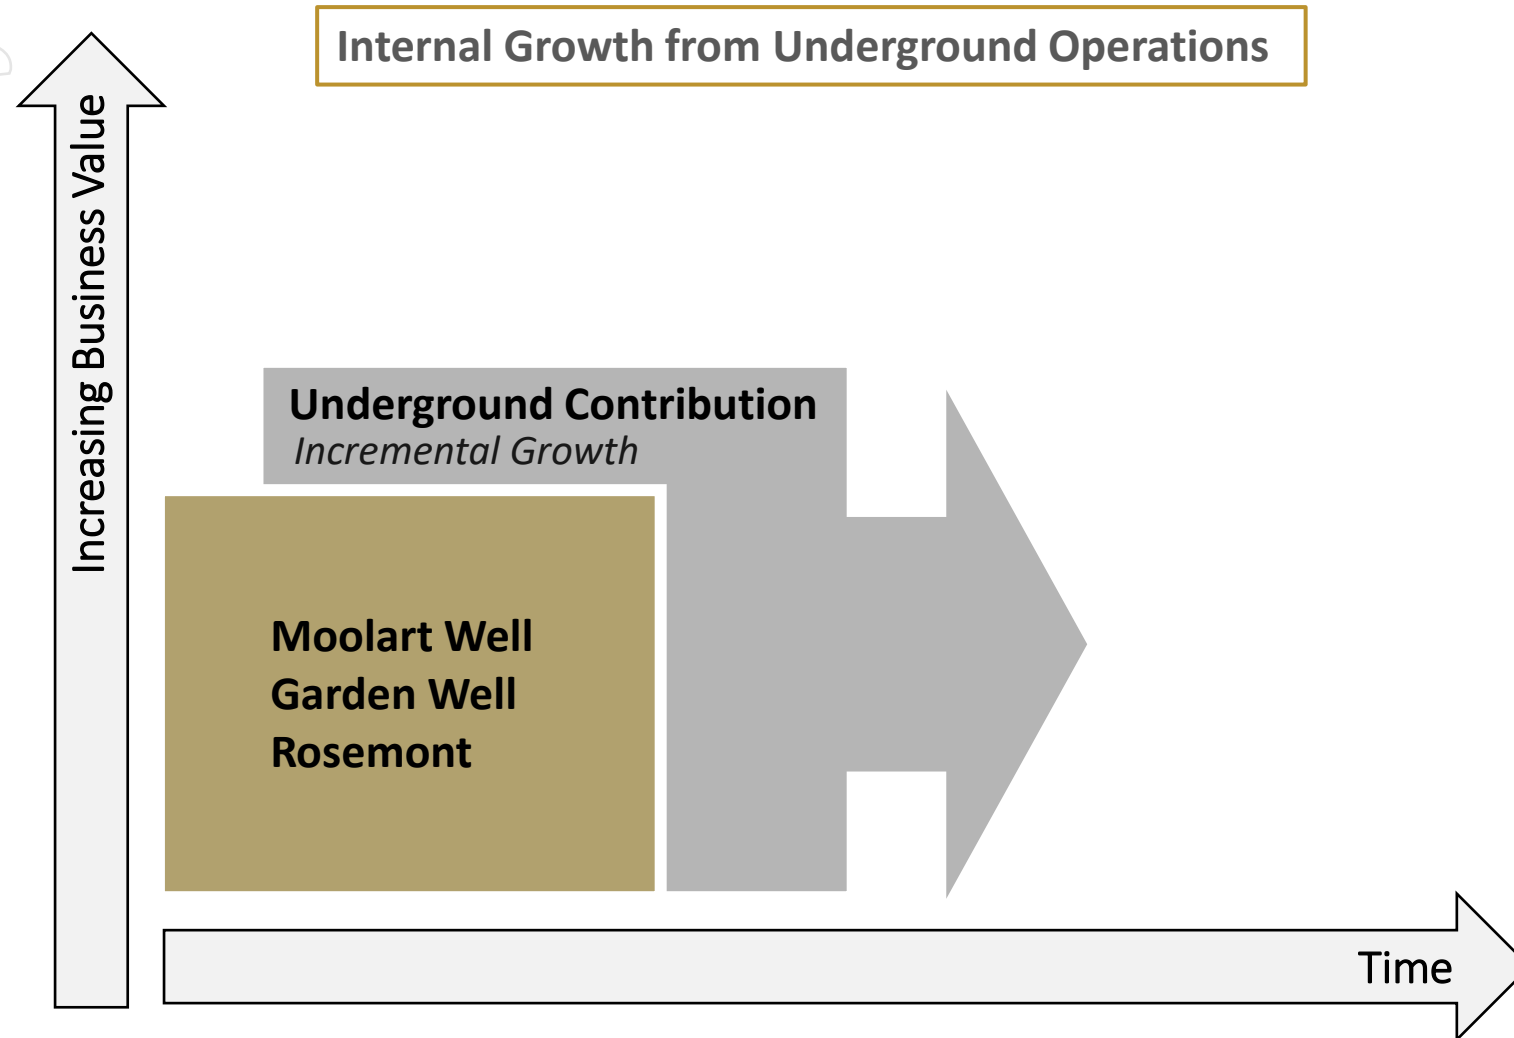 Internal Growth from Underground Operations
Increasing Business Value
Underground Contribution
Incremental Growth
Moolart Well
Garden Well
Rosemont
Time